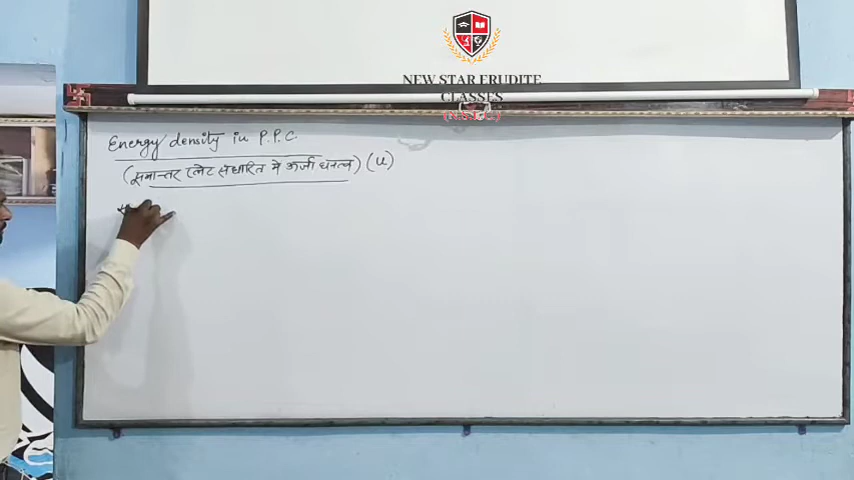 NEW STAR ERUDITE
CLASSES
(N.S.E.C)
Energy density in P.P.C
(समान्तर प्लेट संधारित्र मे ऊर्जा घनत्व) (u)